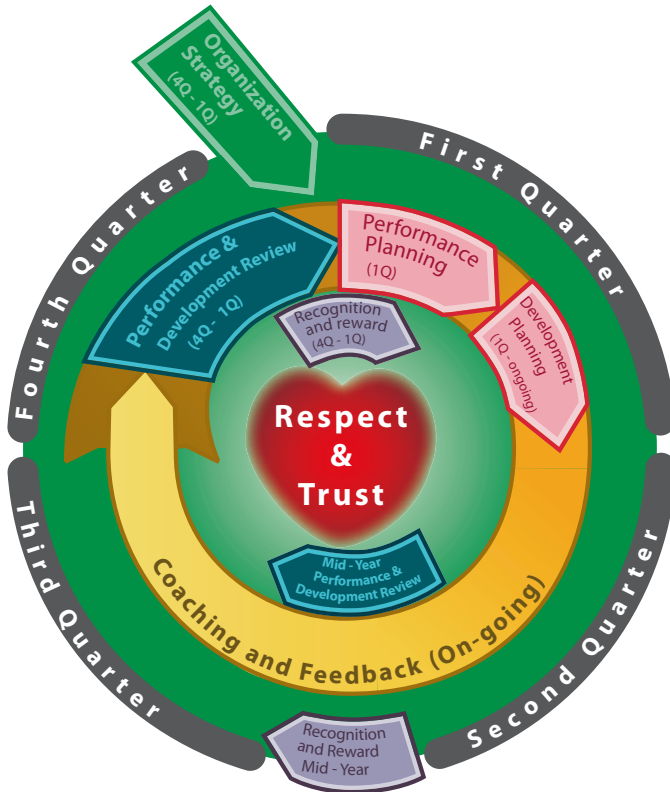 Organization
Strategy
(4Q - 1Q)
First Quarter
Fourth Quarter
Performance &
Development Review
(4Q - 1Q)
Performance
Planning
(1Q)
Development
Planning
(1Q - ongoing)
Recognition
and reward
(4Q - 1Q)
Respect
&
Trust
Mid - Year
Performance &
Development Review
Coaching and Feedback (On-going)
Third Quarter
Second Quarter
Recognition
and Reward
Mid - Year